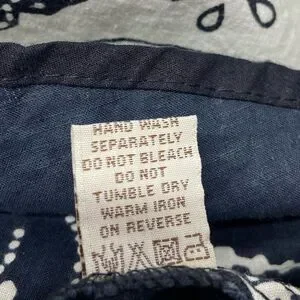 HAND WASH
SEPARATELY
DO NOT BLEACH
DO NOT
TUMBLE DRY
WARM IRON
ON REVERSE